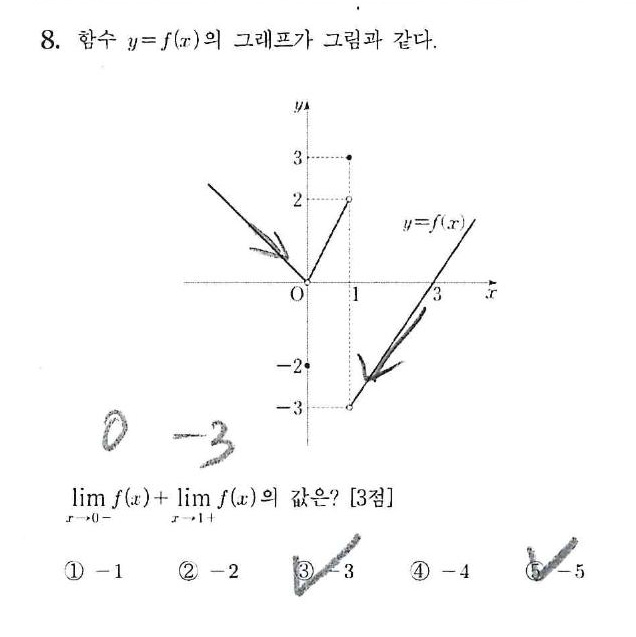 8. 함수 y=f(x)의 그래프가 그림과 같다.
y
3
2
y=f(x)
O 1 3 x
-2
-3
0 -3
lim f(x)+ lim f(x)의 값은? [3점]
x→0- x→1+
① -1 ② -2 ③ -3 ④ -4 ⑤ -5